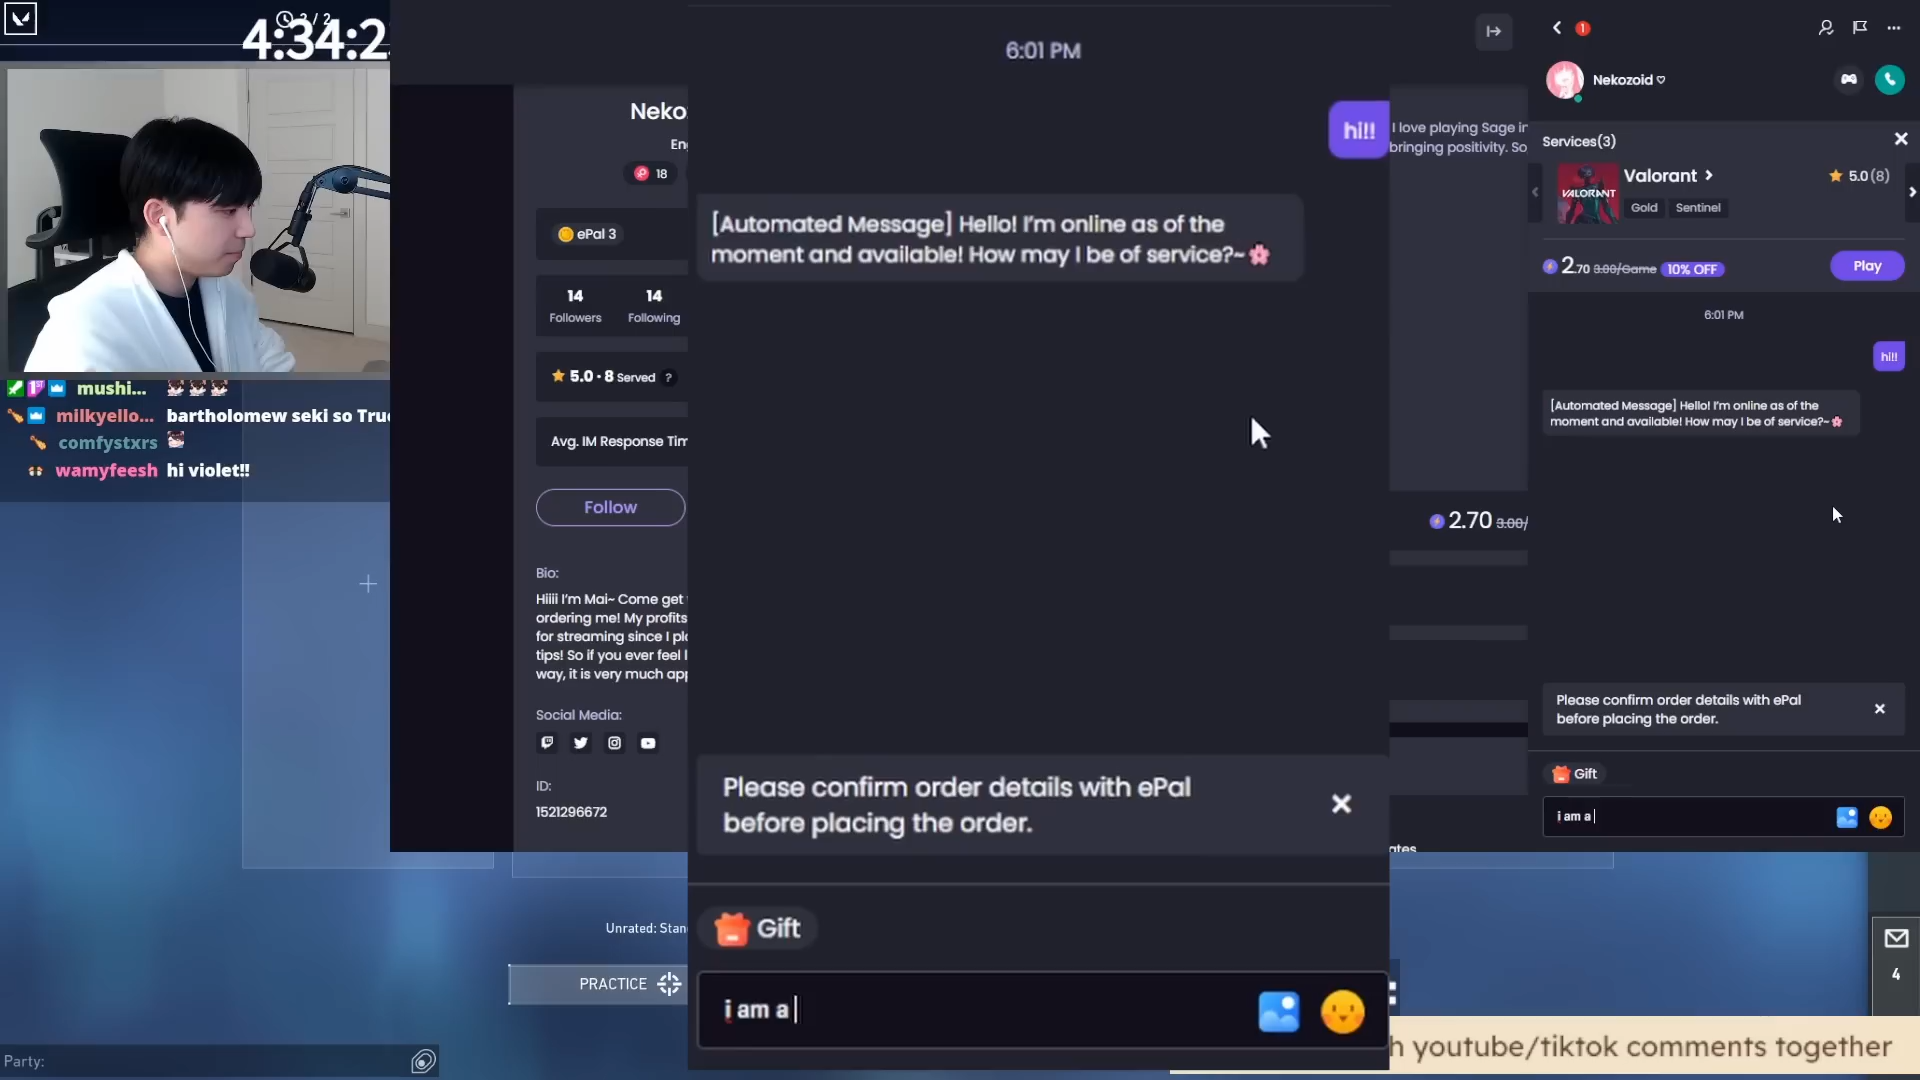 2 / 2
4:34:2
mushi...
milkyello... bartholomew seki so Tru
comfystxrs
wamyfeesh hi violet!!
Party:
Neko
18
ePal 3
14
Followers
14
Following
5.0 · 8 Served ?
Avg. IM Response Tim
Follow
Bio:
Hiiii I'm Mai~ Come get
ordering me! My profits
for streaming since I pl
tips! So if you ever feel
way, it is very much ap
Social Media:
ID:
1521296672
Unrated: Stan
PRACTICE
6:01 PM
hi!!
[Automated Message] Hello! I'm online as of the
moment and available! How may I be of service?~
Please confirm order details with ePal
before placing the order.
Gift
i am a
I love playing Sage in
bringing positivity. So
2.70 3.00/
1
Nekozoid ♡
Services(3)
VALORANT
Valorant >
5.0 (8)
Gold
Sentinel
2.70 3.00/Game 10% OFF
Play
6:01 PM
hi!!
[Automated Message] Hello! I'm online as of the
moment and available! How may I be of service?~
Please confirm order details with ePal
before placing the order.
Gift
i am a
4
h youtube/tiktok comments together